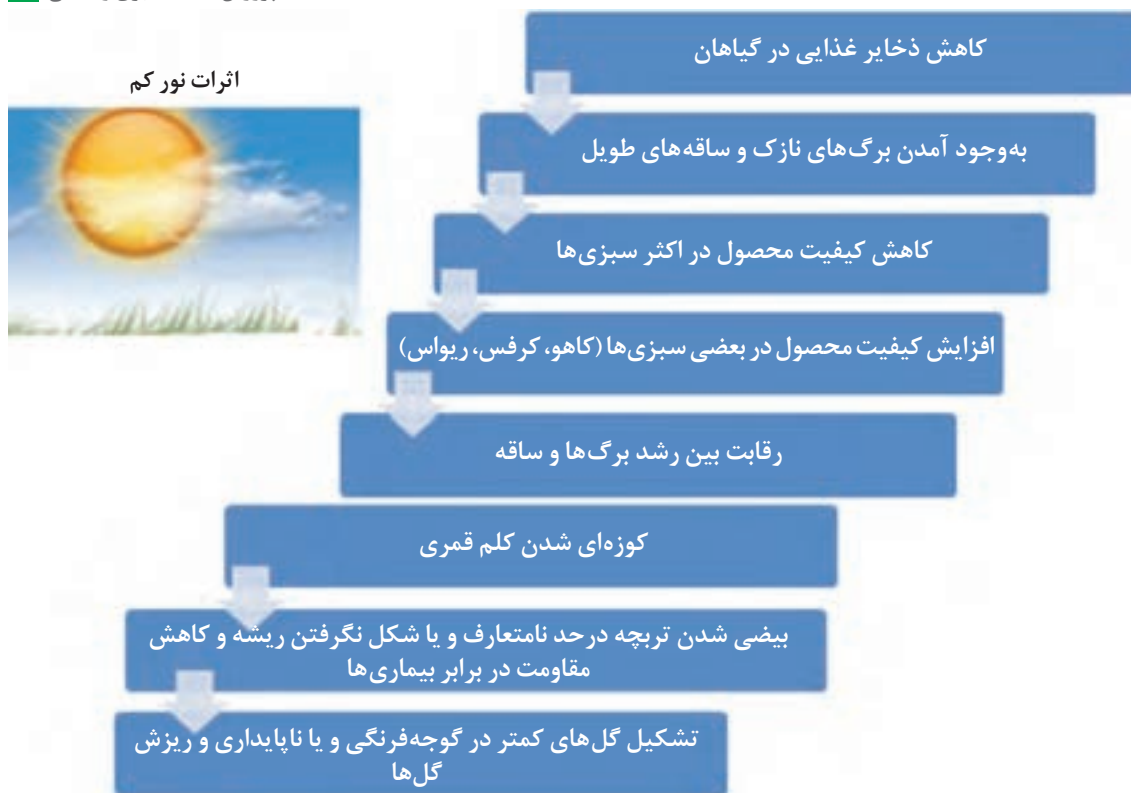 اثرات نور کم
کاهش ذخایر غذایی در گیاهان
به‌وجود آمدن برگ‌های نازک و ساقه‌های طویل
کاهش کیفیت محصول در اکثر سبزی‌ها
افزایش کیفیت محصول در بعضی سبزی‌ها (کاهو، کرفس، ریواس)
رقابت بین رشد برگ‌ها و ساقه
کوزه‌ای شدن کلم قمری
بیضی شدن تربچه درحد نامتعارف و یا شکل نگرفتن ریشه و کاهش
مقاومت در برابر بیماری‌ها
تشکیل گل‌های کمتر در گوجه‌فرنگی و یا ناپایداری و ریزش
گل‌ها